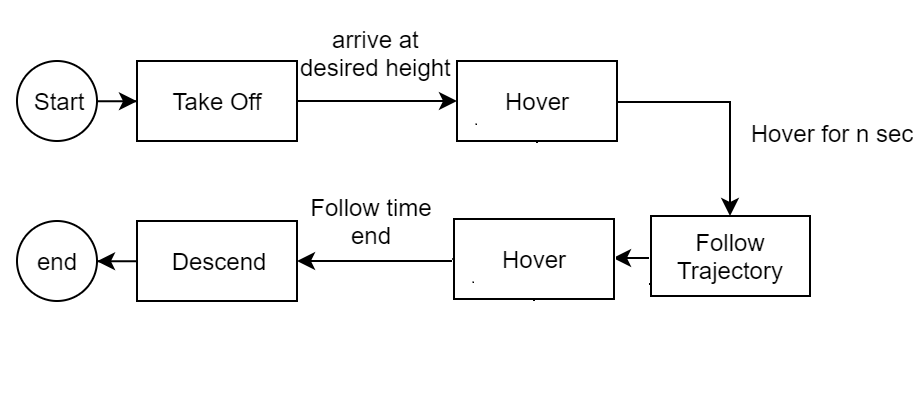 arrive at
desired height
Start
Take Off
Hover
Hover for n sec
Follow time
end
end
Descend
Hover
Follow
Trajectory